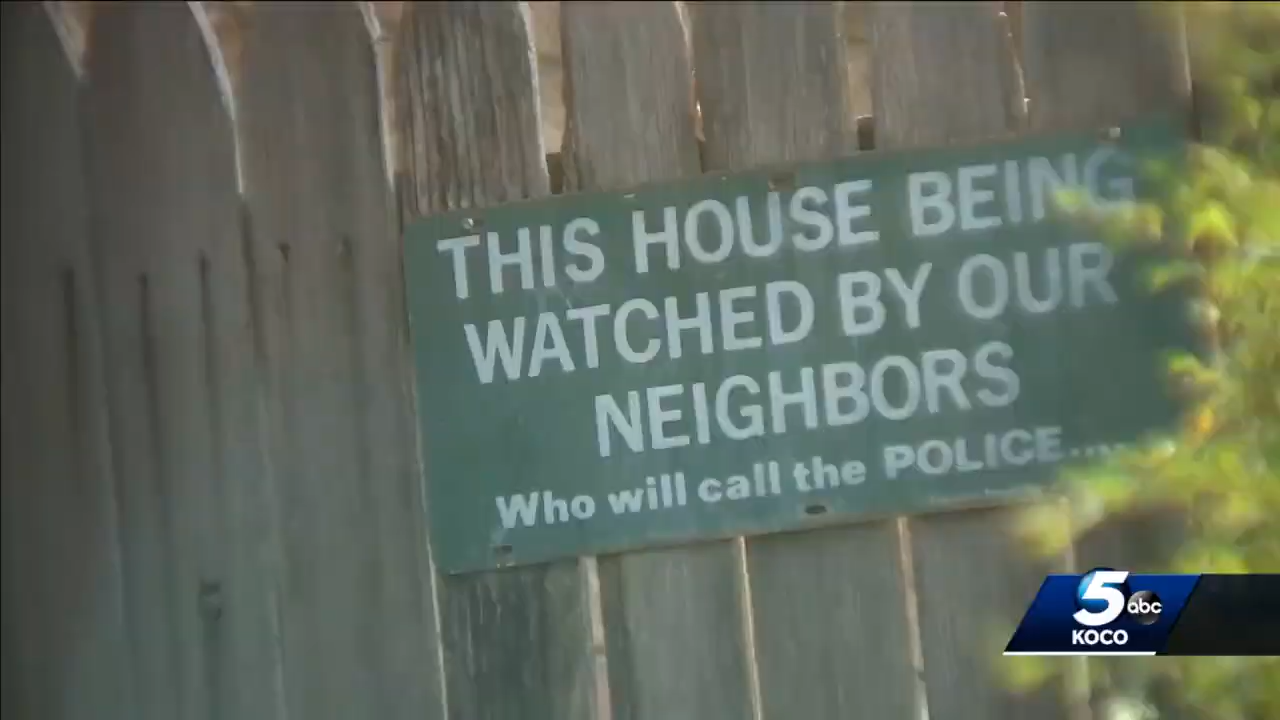 THIS HOUSE BEING
WATCHED BY OUR
NEIGHBORS
Who will call the POLICE....
5 abc
KOCO